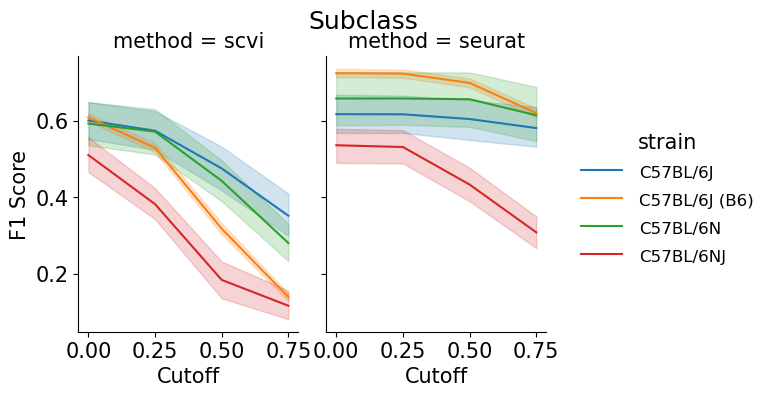 Subclass
method = scvi
method = seurat
F1 Score
0.6
0.4
0.2
0.00 0.25 0.50 0.75
0.00 0.25 0.50 0.75
Cutoff
Cutoff
strain
C57BL/6J
C57BL/6J (B6)
C57BL/6N
C57BL/6NJ